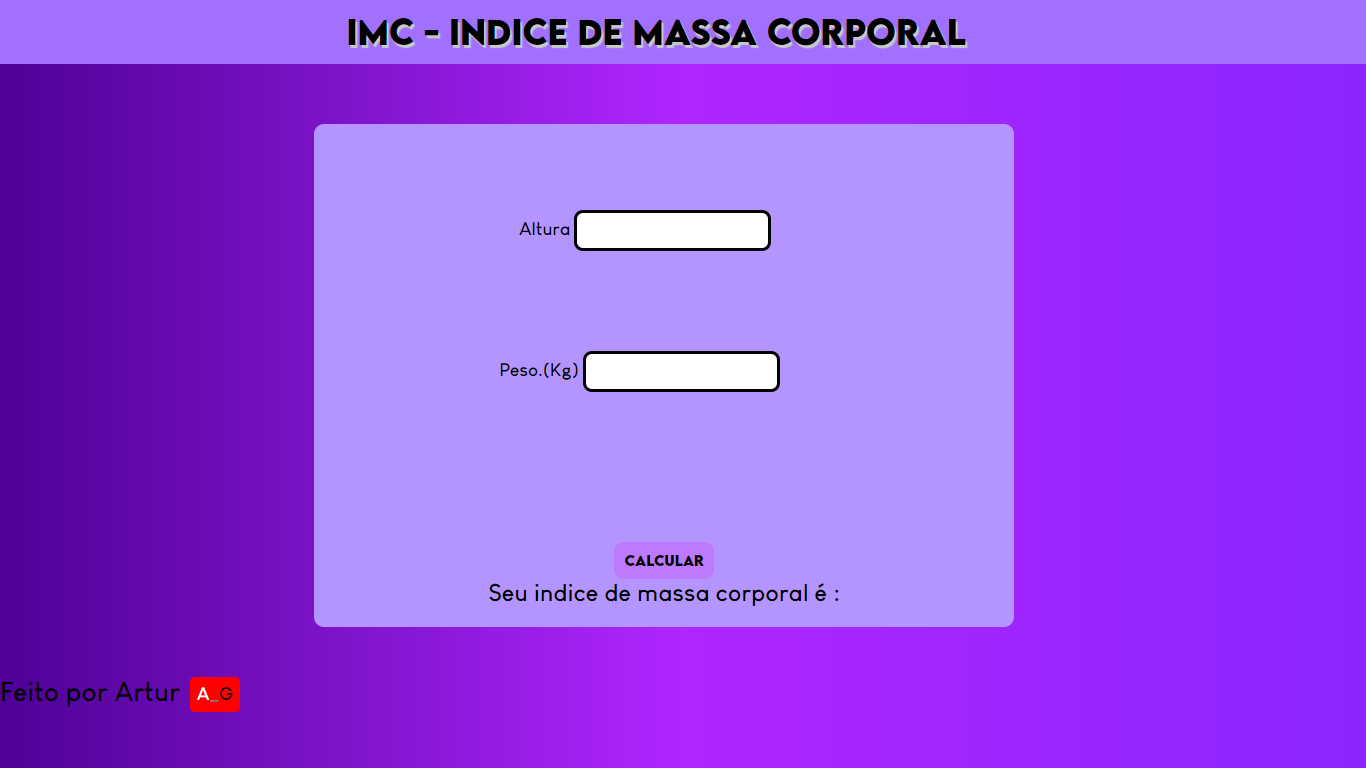 IMC - INDICE DE MASSA CORPORAL
Altura
Peso.(Kg)
CALCULAR
Seu indice de massa corporal é :
Feito por Artur A_G